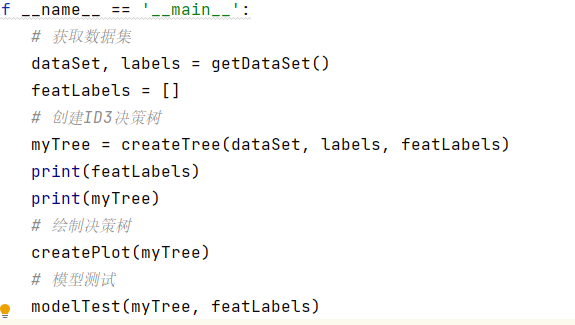 f __name__ == '__main__':
# 获取数据集
dataSet, labels = getDataSet()
featLabels = []
# 创建ID3决策树
myTree = createTree(dataSet, labels, featLabels)
print(featLabels)
print(myTree)
# 绘制决策树
createPlot(myTree)
# 模型测试
modelTest(myTree, featLabels)